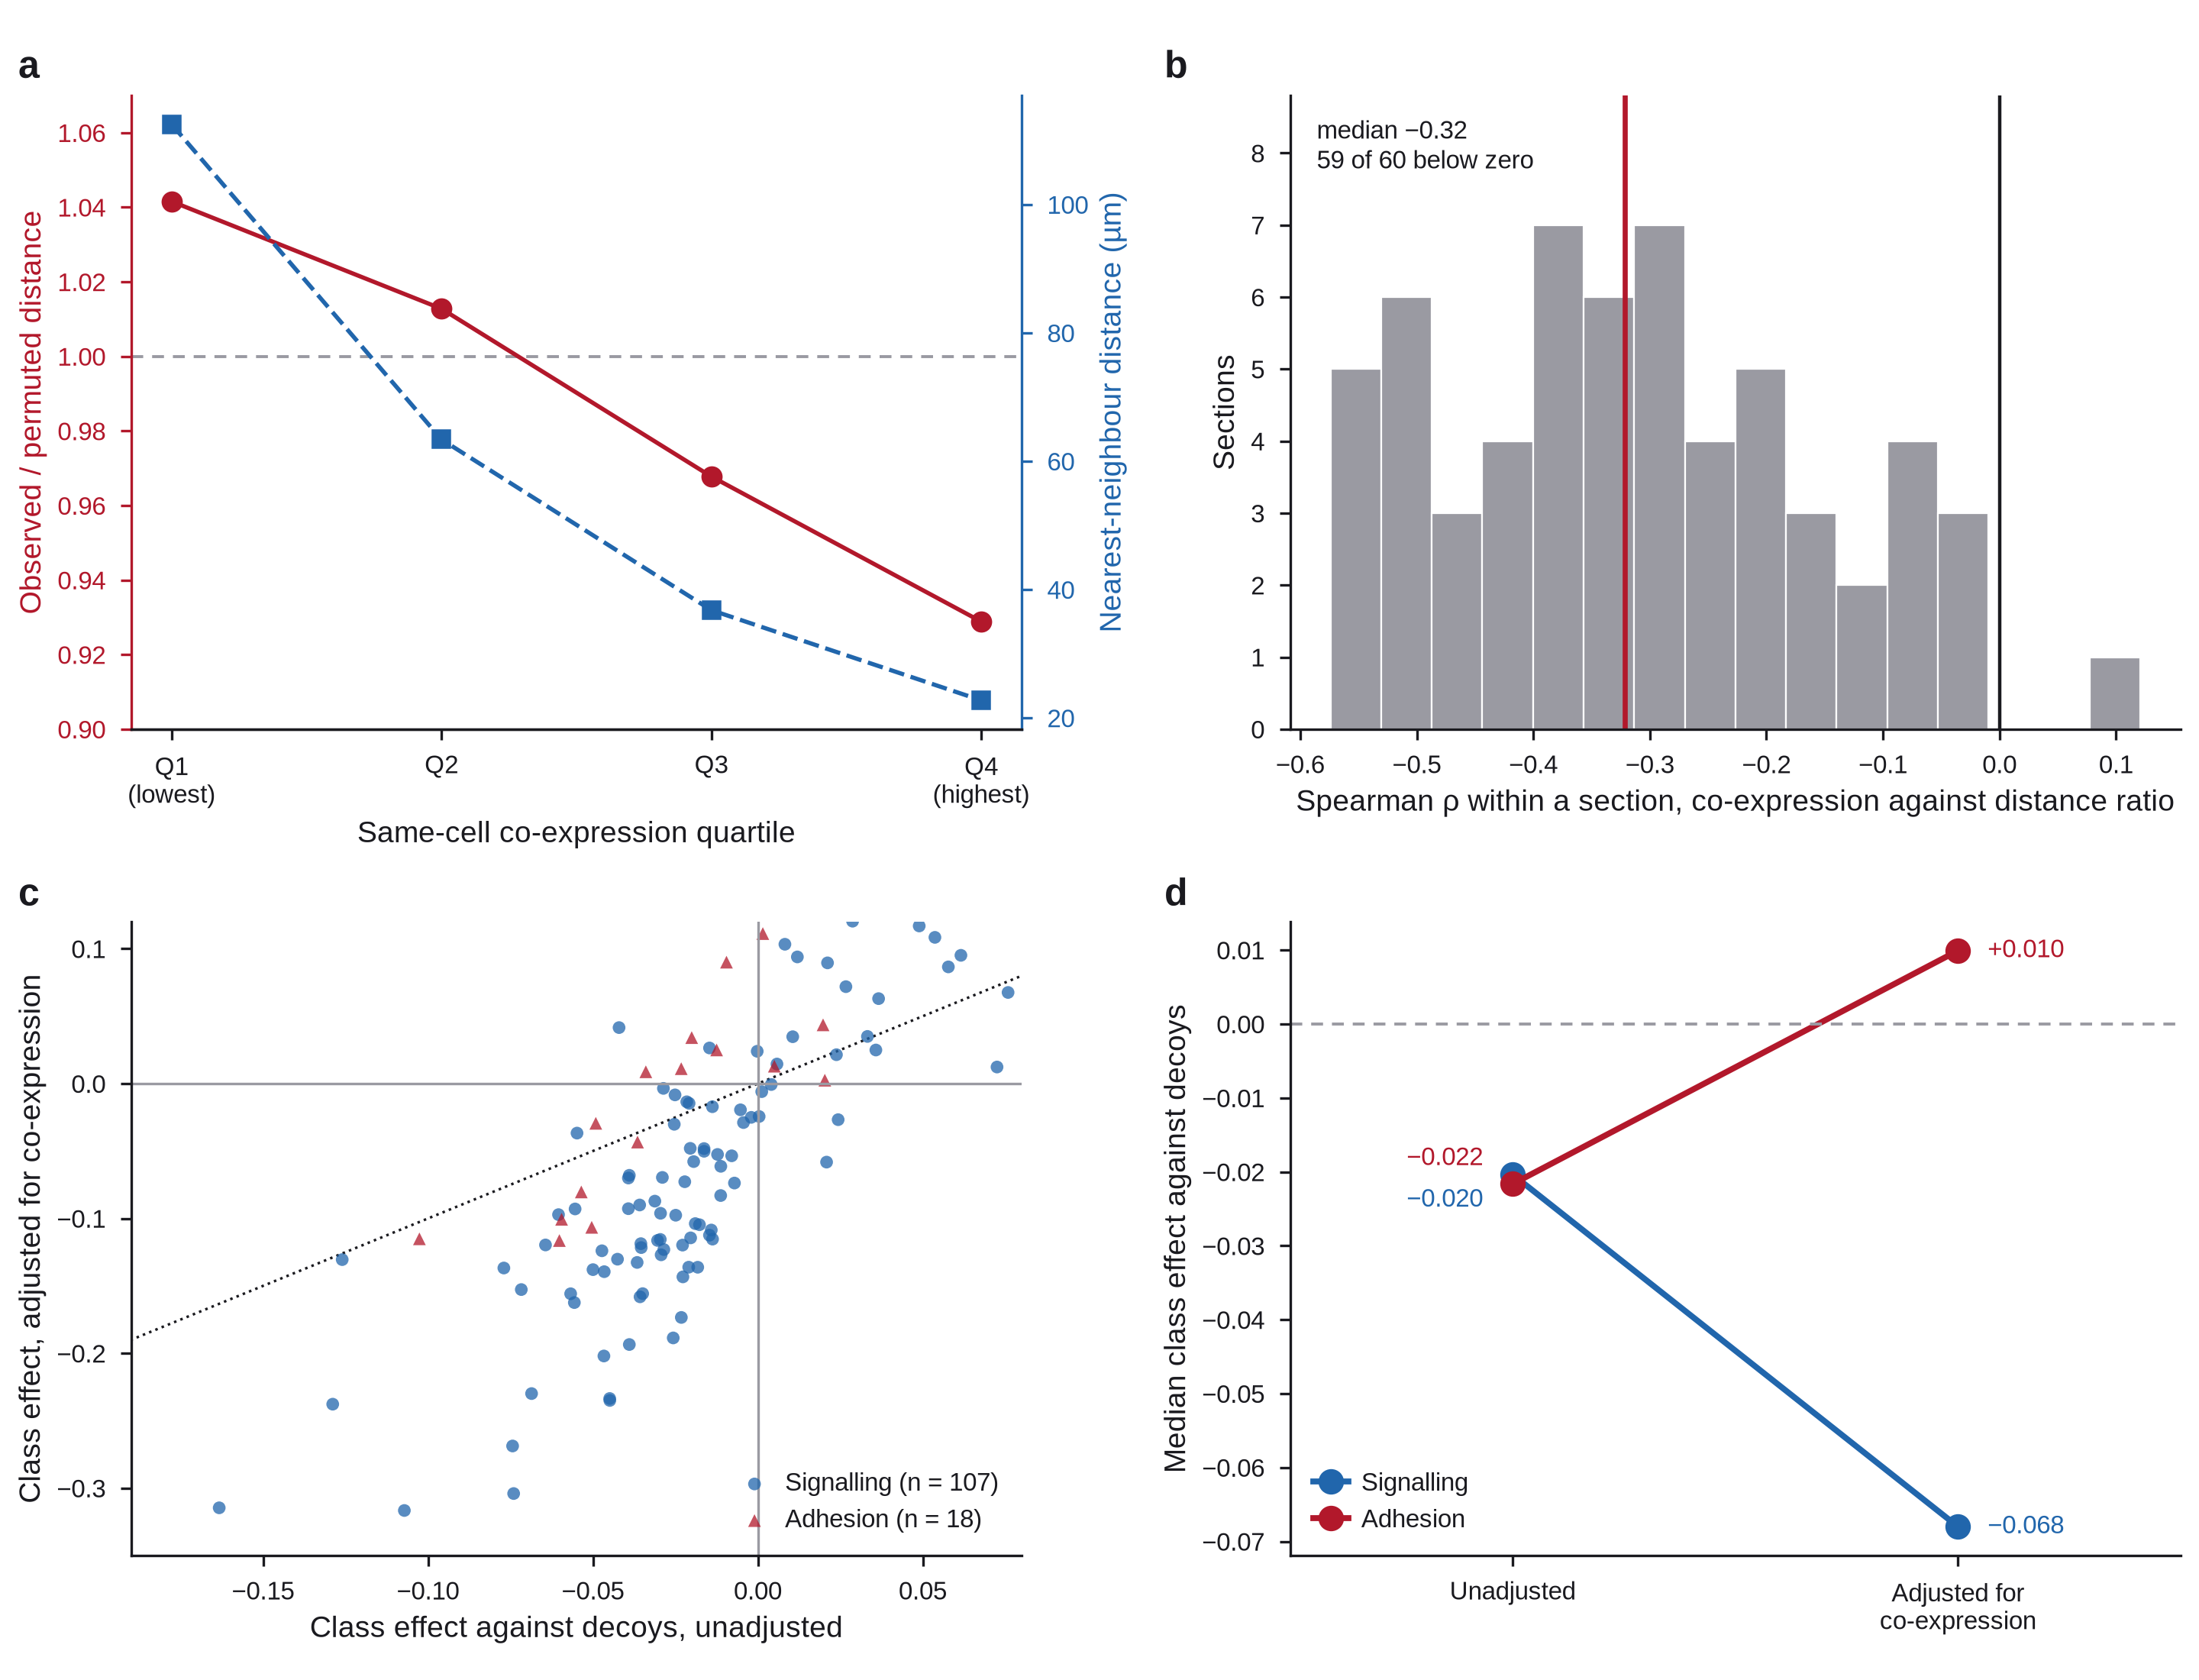 a
1.06
1.04
1.02
1.00
0.98
0.96
0.94
0.92
0.90
Observed / permuted distance
100
80
60
40
20
Nearest-neighbour distance (µm)
Q1
(lowest)
Q2
Q3
Q4
(highest)
Same-cell co-expression quartile
b
median −0.32
59 of 60 below zero
8
7
6
5
4
3
2
1
0
Sections
−0.6
−0.5
−0.4
−0.3
−0.2
−0.1
0.0
0.1
Spearman ρ within a section, co-expression against distance ratio
c
0.1
0.0
−0.1
−0.2
−0.3
Class effect, adjusted for co-expression
Signalling (n = 107)
Adhesion (n = 18)
−0.15
−0.10
−0.05
0.00
0.05
Class effect against decoys, unadjusted
d
0.01
0.00
−0.01
−0.02
−0.03
−0.04
−0.05
−0.06
−0.07
Median class effect against decoys
+0.010
−0.022
−0.020
−0.068
Signalling
Adhesion
Unadjusted
Adjusted for
co-expression